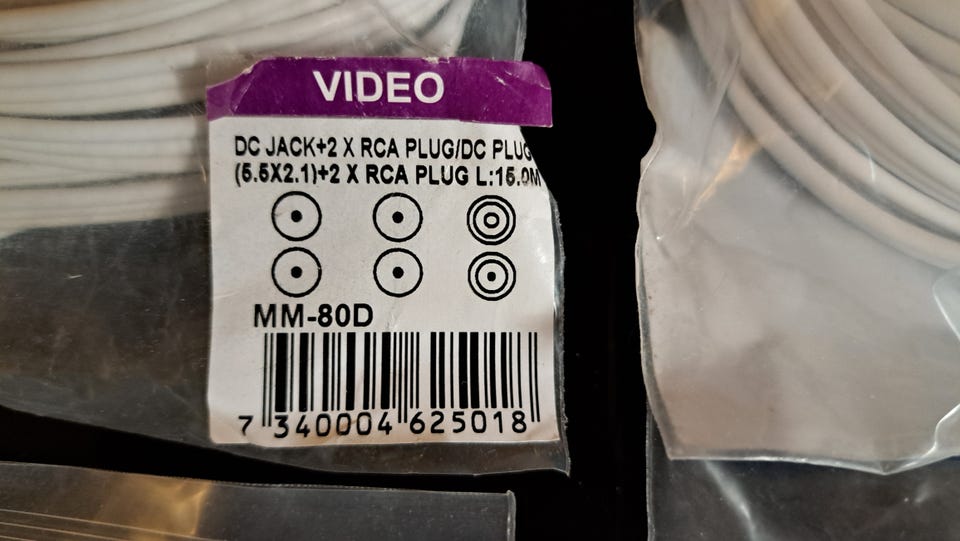 VIDEO
DC JACK+2 X RCA PLUG/DC PLUG
(5.5X2.1)+2 X RCA PLUG L:15.0M
MM-80D
7 340004 625018